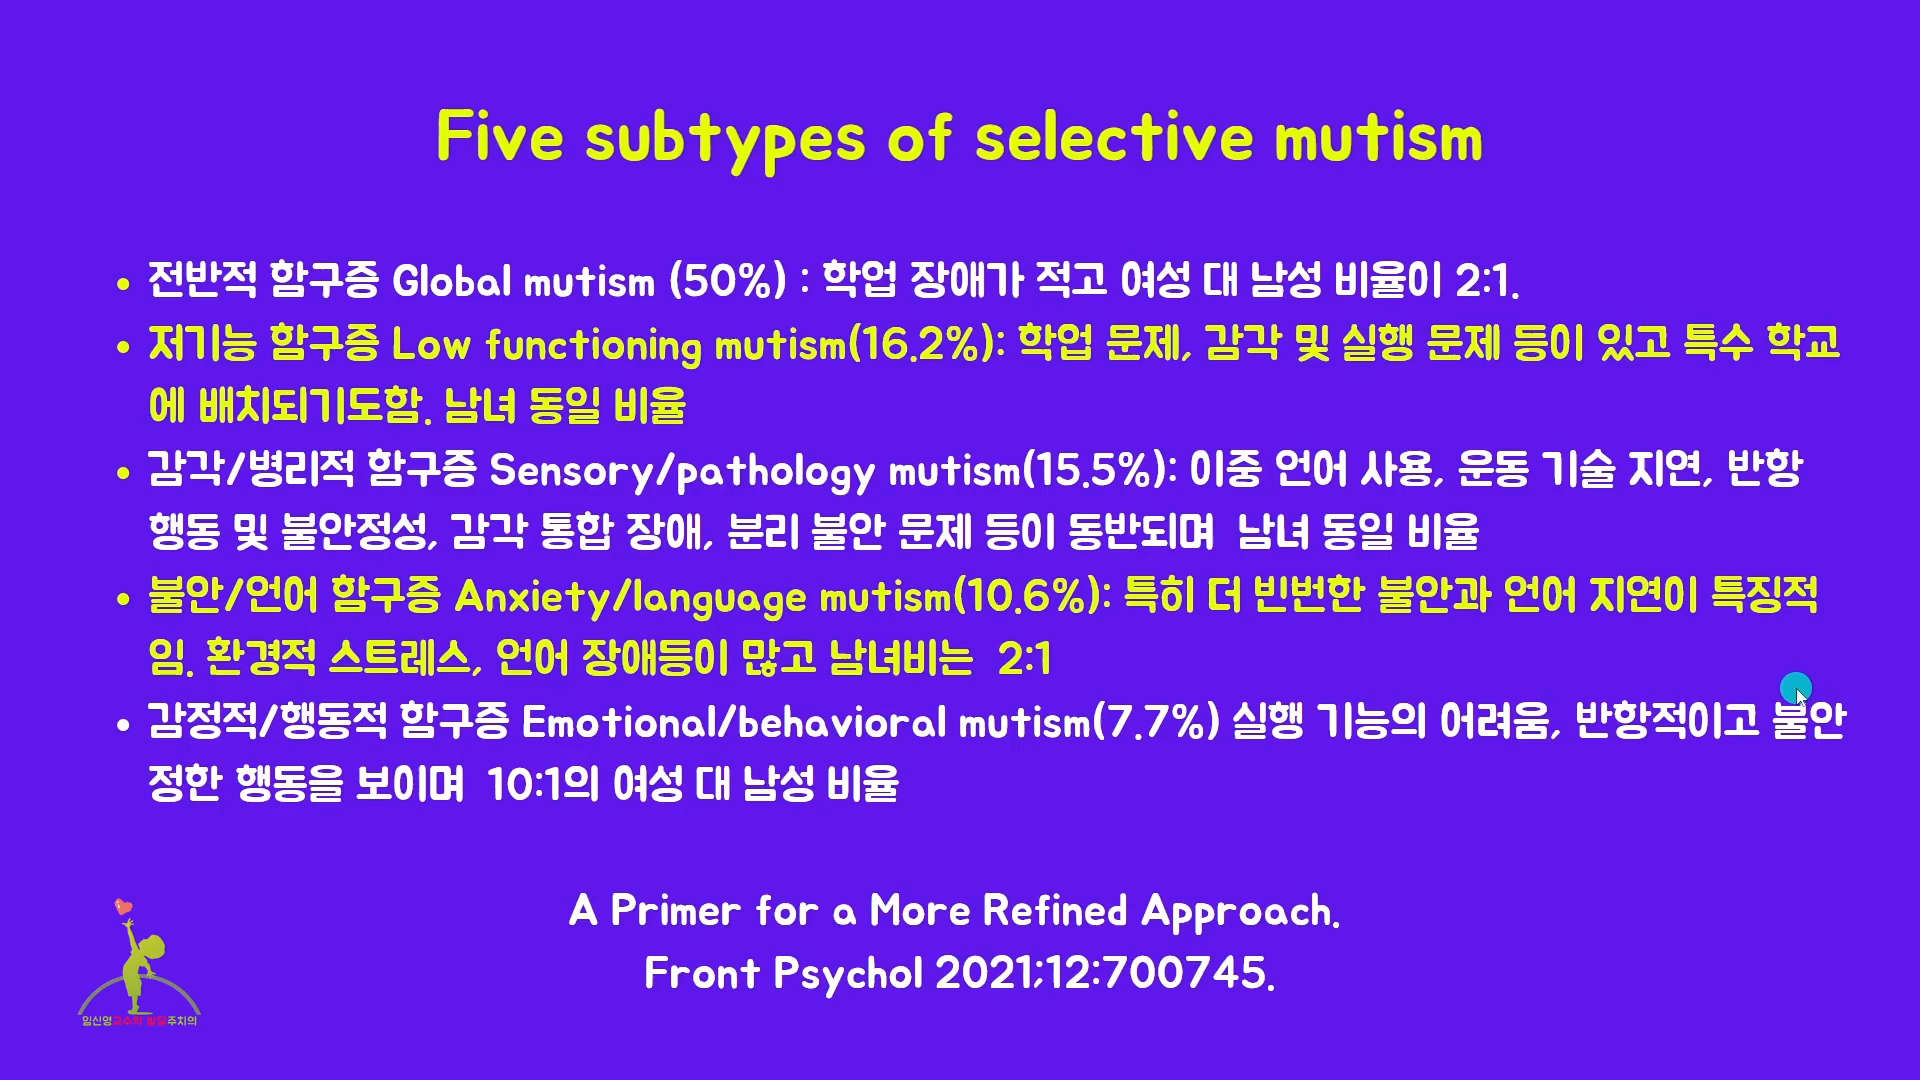 Five subtypes of selective mutism
• 전반적 함구증 Global mutism (50%) : 학업 장애가 적고 여성 대 남성 비율이 2:1.
• 저기능 함구증 Low functioning mutism(16.2%): 학업 문제, 감각 및 실행 문제 등이 있고 특수 학교
에 배치되기도함. 남녀 동일 비율
• 감각/병리적 함구증 Sensory/pathology mutism(15.5%): 이중 언어 사용, 운동 기술 지연, 반항
행동 및 불안정성, 감각 통합 장애, 분리 불안 문제 등이 동반되며 남녀 동일 비율
• 불안/언어 함구증 Anxiety/language mutism(10.6%): 특히 더 빈번한 불안과 언어 지연이 특징적
임. 환경적 스트레스, 언어 장애등이 많고 남녀비는 2:1
• 감정적/행동적 함구증 Emotional/behavioral mutism(7.7%) 실행 기능의 어려움, 반항적이고 불안
정한 행동을 보이며 10:1의 여성 대 남성 비율
A Primer for a More Refined Approach.
Front Psychol 2021;12:700745.
임신영교수의 발달주치의